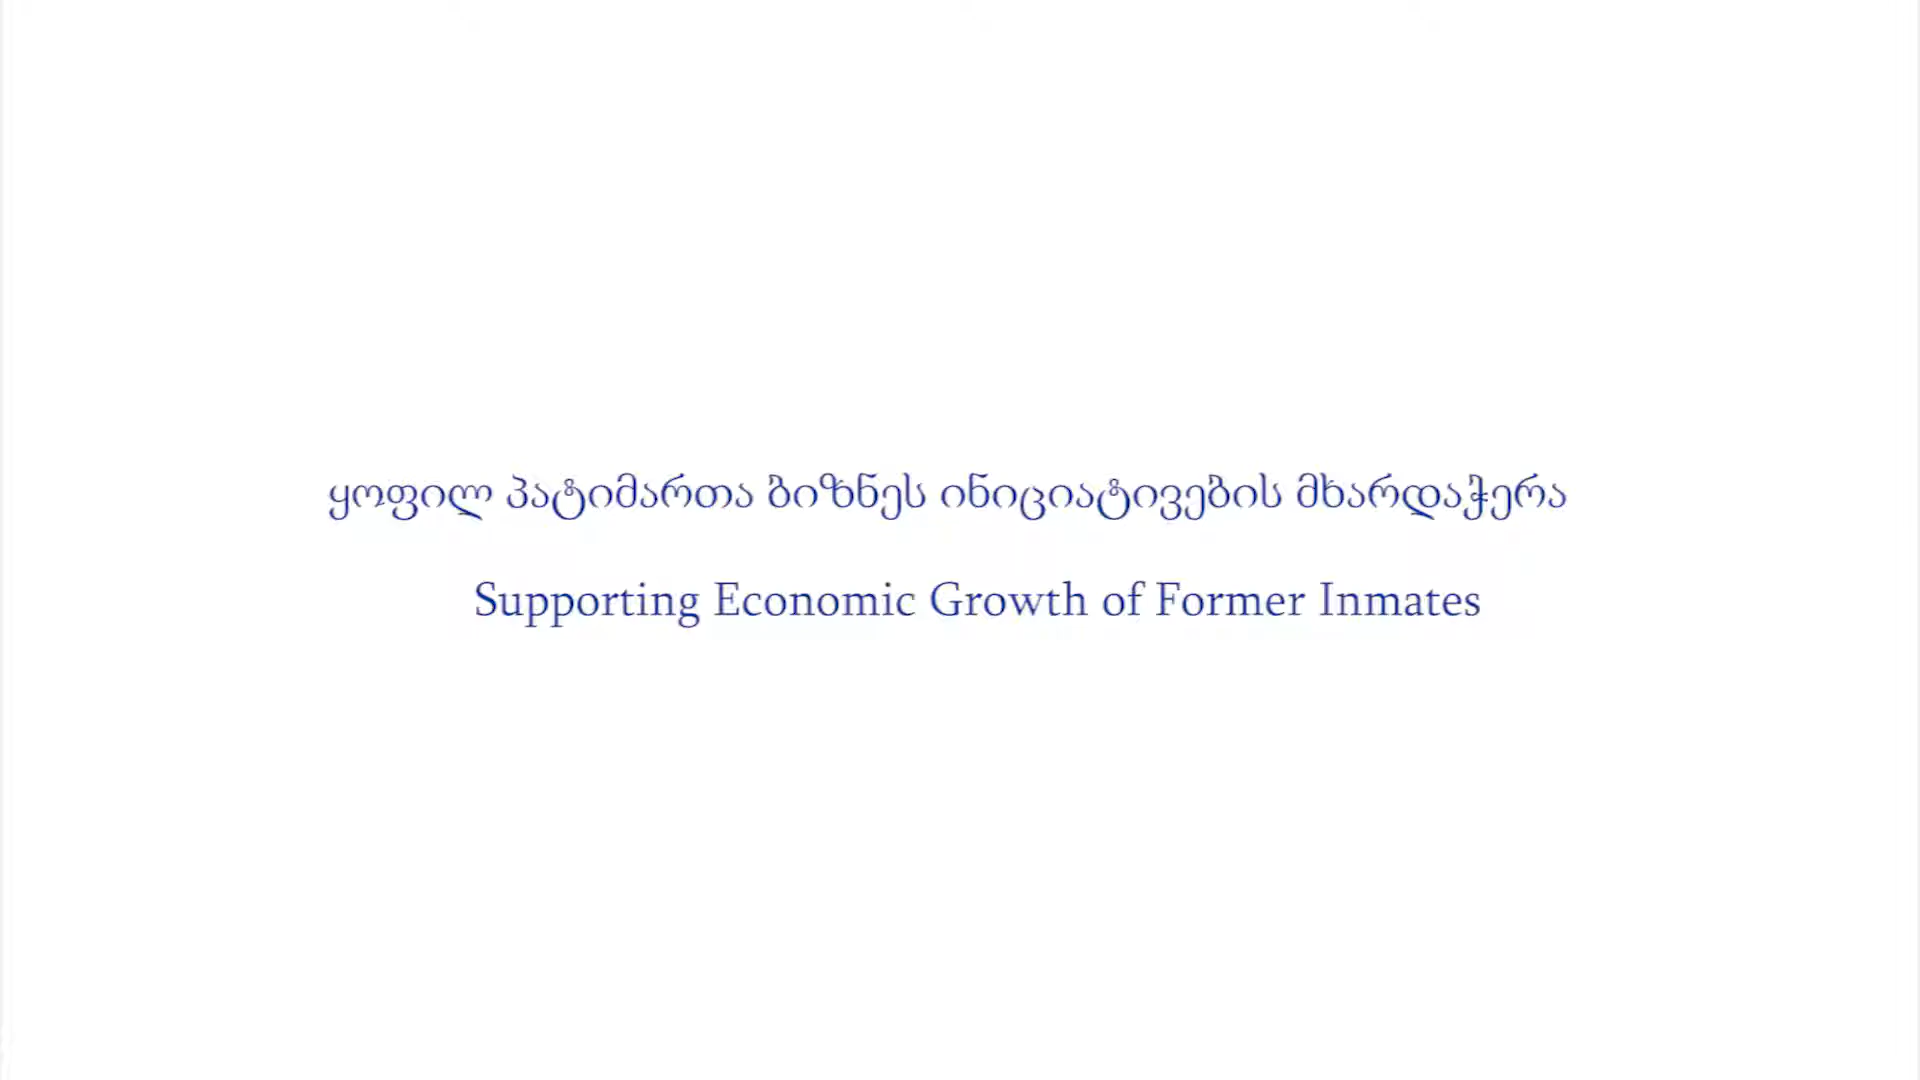 ყოფილ პატიმართა ბიზნეს ინიციატივების მხარდაჭერა
Supporting Economic Growth of Former Inmates